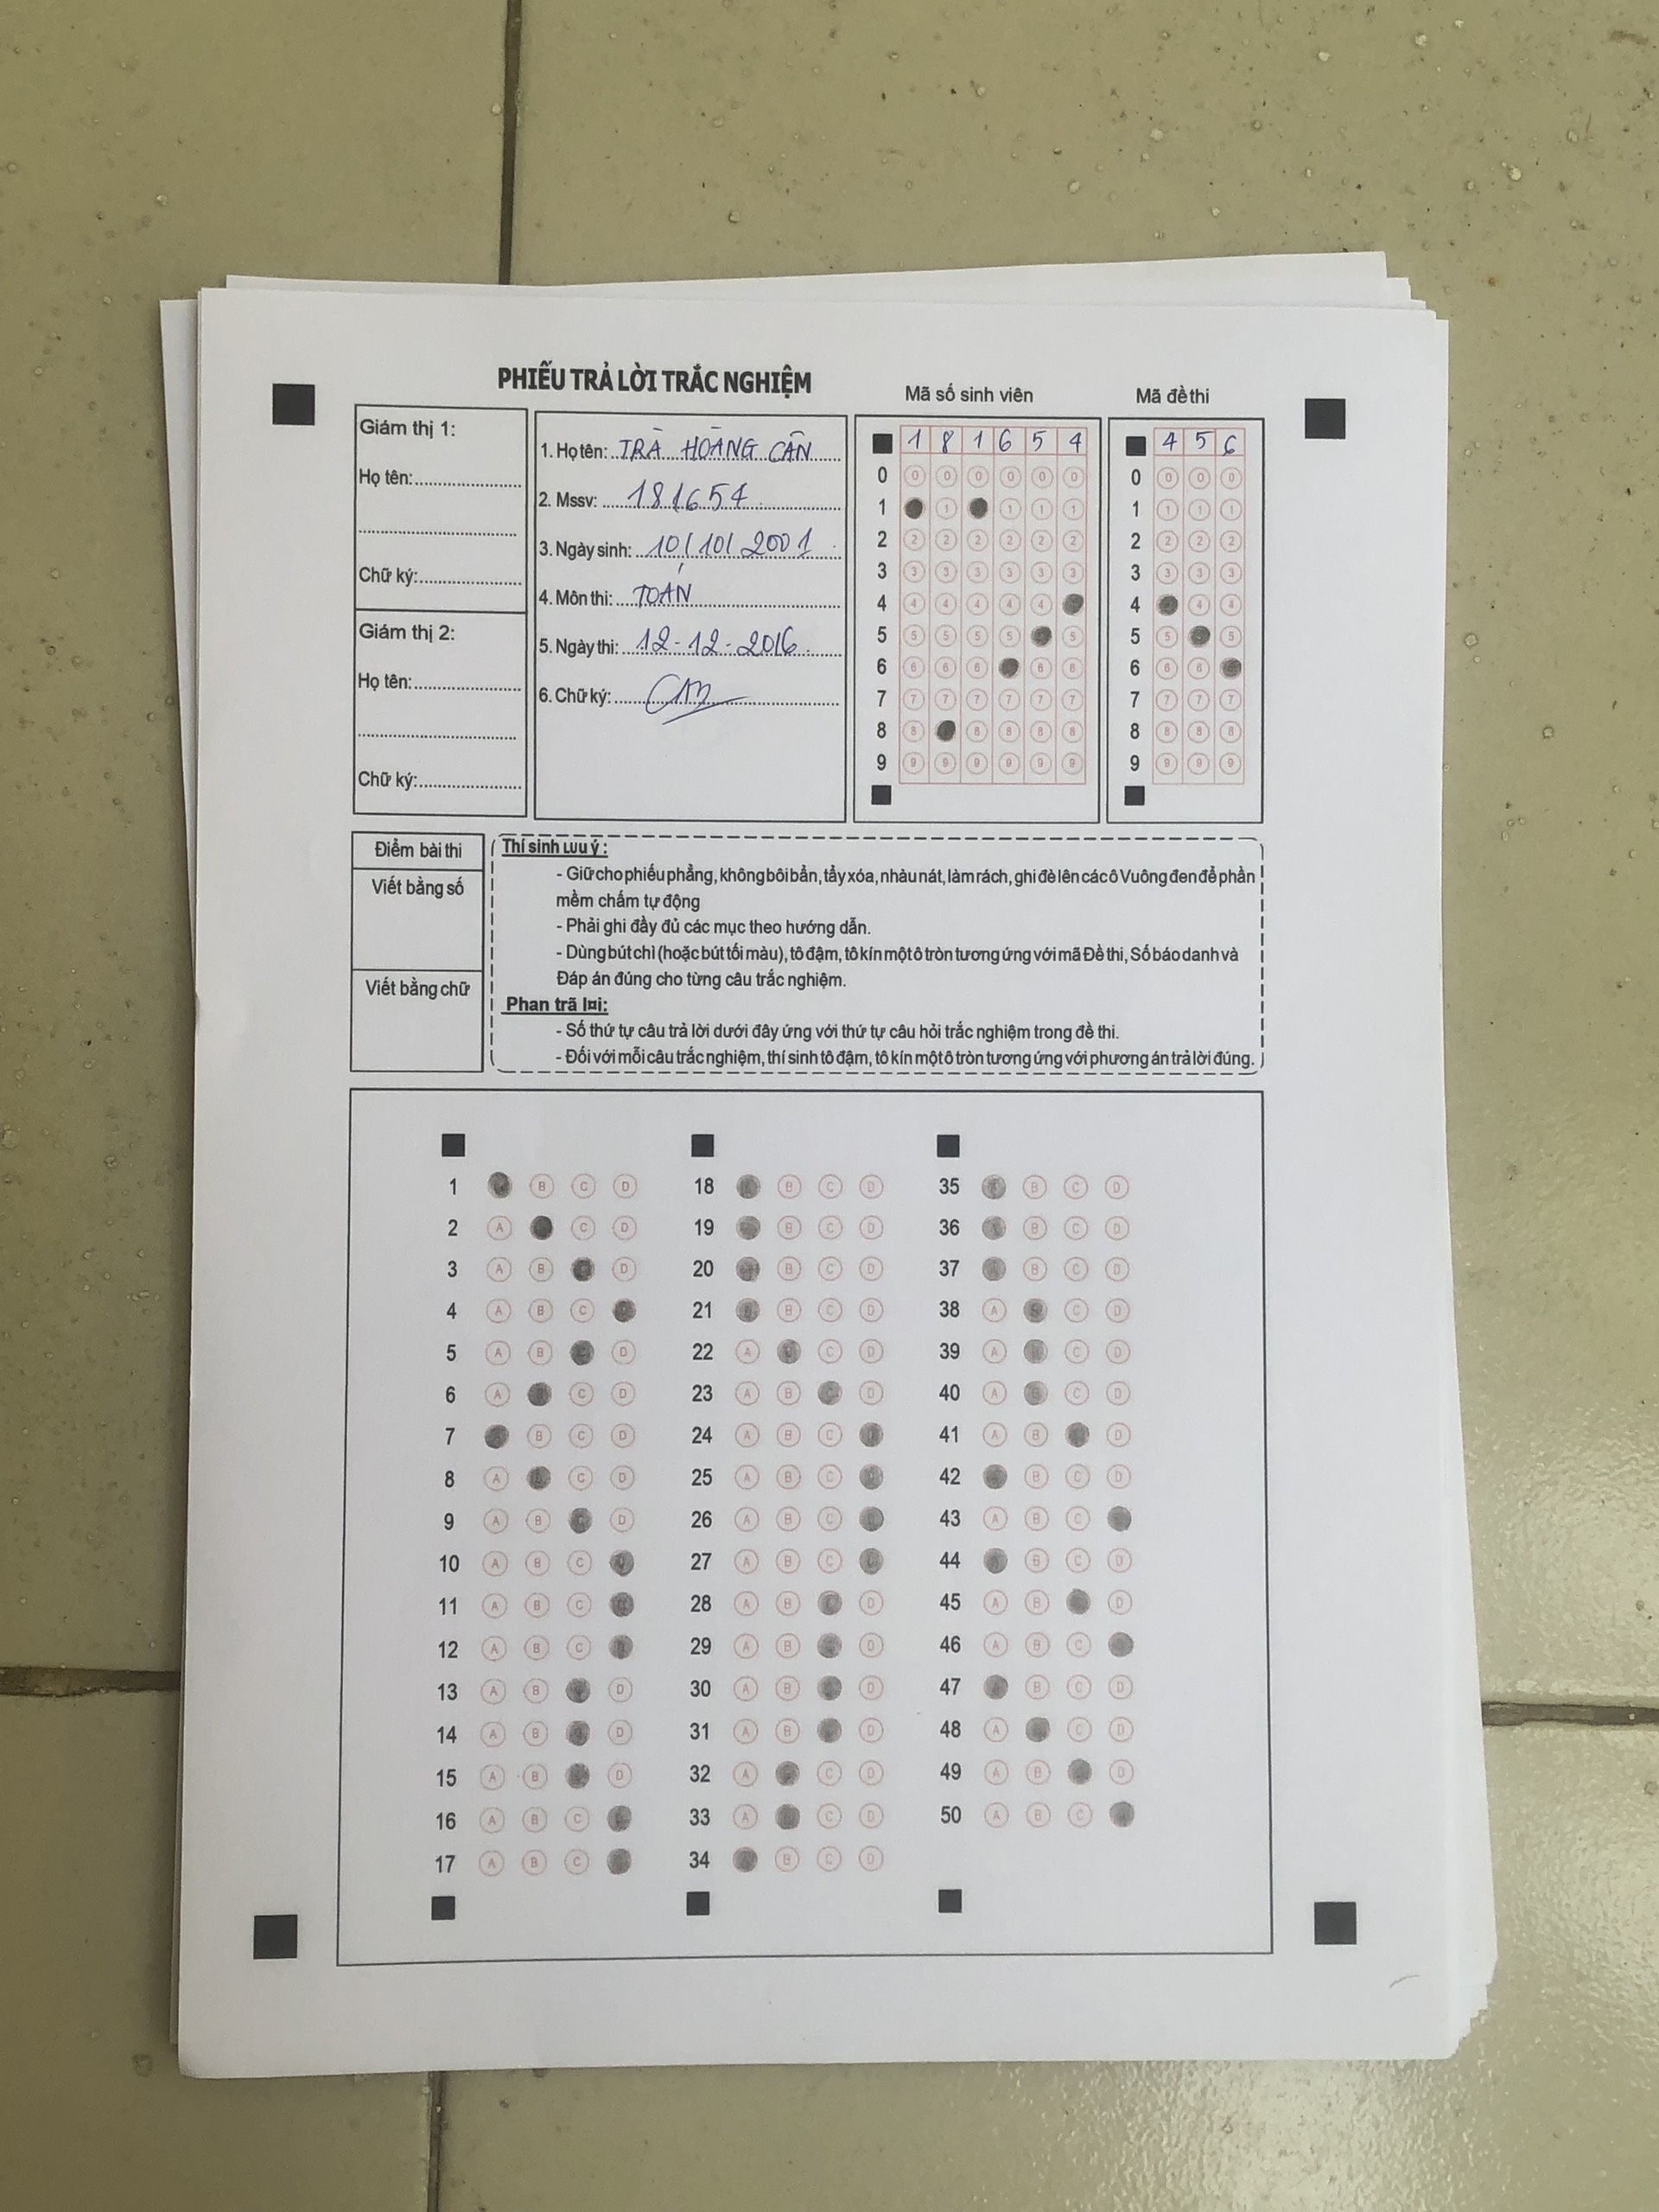 PHIẾU TRẢ LỜI TRẮC NGHIỆM
Giám thị 1:
Họ tên:
Chữ ký:
Giám thị 2:
Họ tên:
Chữ ký:
1. Họ tên: TRÀ HOÀNG CẦN
2. Mssv: 181654
3. Ngày sinh: 10/10/2001
4. Môn thi: TOÁN
5. Ngày thi: 12-12-2016
6. Chữ ký:
Mã số sinh viên
1 8 1 6 5 4
0 0 0 0 0 0 0
1 1 1 1 1
2 2 2 2 2 2 2
3 3 3 3 3 3 3
4 4 4 4 4 4
5 5 5 5 5 5
6 6 6 6 6 6
7 7 7 7 7 7 7
8 8 8 8 8 8
9 9 9 9 9 9 9
Mã đề thi
4 5 6
0 0 0 0
1 1 1 1
2 2 2 2
3 3 3 3
4 4 4
5 5 5
6 6 6
7 7 7 7
8 8 8 8
9 9 9 9
Điểm bài thi
Viết bằng số
Viết bằng chữ
Thí sinh LƯU ý :
- Giữ cho phiếu phẳng, không bôi bẩn, tẩy xóa, nhàu nát, làm rách, ghi đè lên các ô Vuông đen để phần
mềm chấm tự động
- Phải ghi đầy đủ các mục theo hướng dẫn.
- Dùng bút chì (hoặc bút tối màu), tô đậm, tô kín một ô tròn tương ứng với mã Đề thi, Số báo danh và
Đáp án đúng cho từng câu trắc nghiệm.
Phan trã l¤i:
- Số thứ tự câu trả lời dưới đây ứng với thứ tự câu hỏi trắc nghiệm trong đề thi.
- Đối với mỗi câu trắc nghiệm, thí sinh tô đậm, tô kín một ô tròn tương ứng với phương án trả lời đúng.
1 B C D
2 A C D
3 A B D
4 A B C
5 A B D
6 A C D
7 B C D
8 A C D
9 A B D
10 A B C
11 A B C
12 A B C
13 A B D
14 A B D
15 A B D
16 A B C
17 A B C
18 B C D
19 B C D
20 B C D
21 B C D
22 A C D
23 A B D
24 A B C
25 A B C
26 A B C
27 A B C
28 A B D
29 A B D
30 A B D
31 A B D
32 A C D
33 A C D
34 B C D
35 B C D
36 B C D
37 B C D
38 A C D
39 A C D
40 A C D
41 A B D
42 B C D
43 A B C
44 B C D
45 A B D
46 A B C
47 B C D
48 A C D
49 A B D
50 A B C